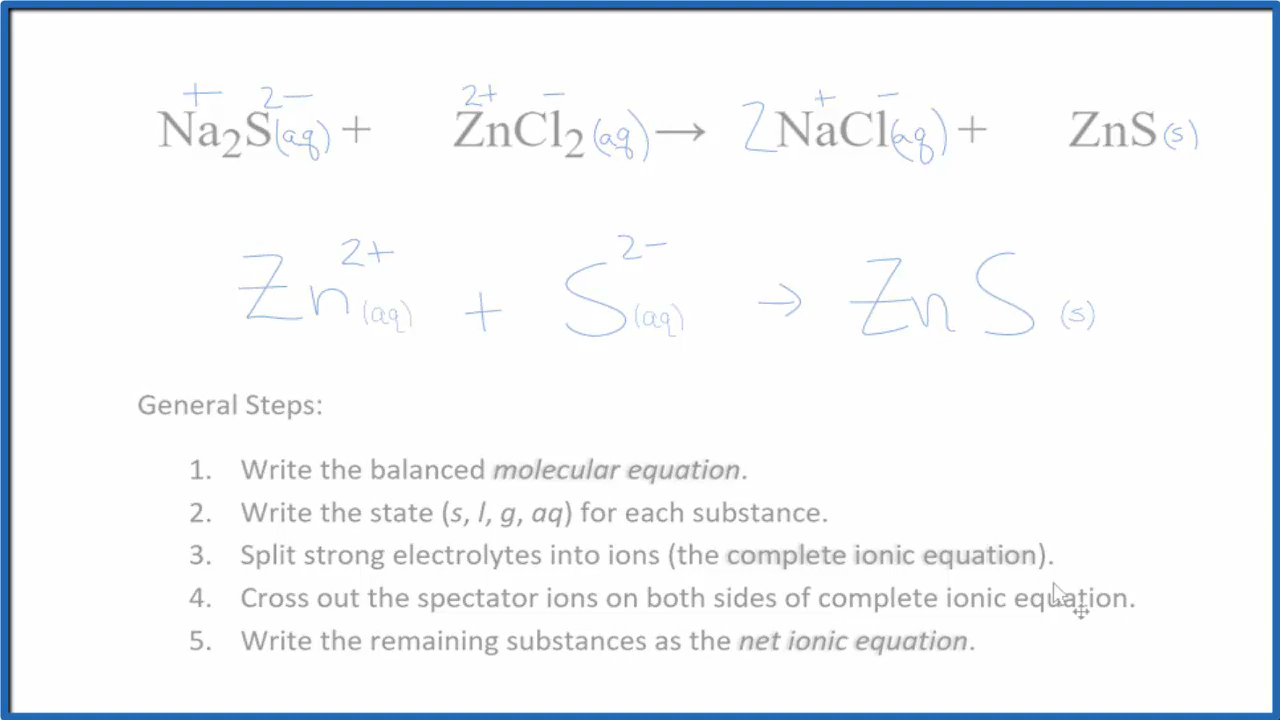 Na₂S(aq) + ZnCl₂(aq) → 2NaCl(aq) + ZnS(s)
+ 2− 2+ − + −
Zn²⁺(aq) + S²⁻(aq) → ZnS(s)
General Steps:
1. Write the balanced molecular equation.
2. Write the state (s, l, g, aq) for each substance.
3. Split strong electrolytes into ions (the complete ionic equation).
4. Cross out the spectator ions on both sides of complete ionic equation.
5. Write the remaining substances as the net ionic equation.